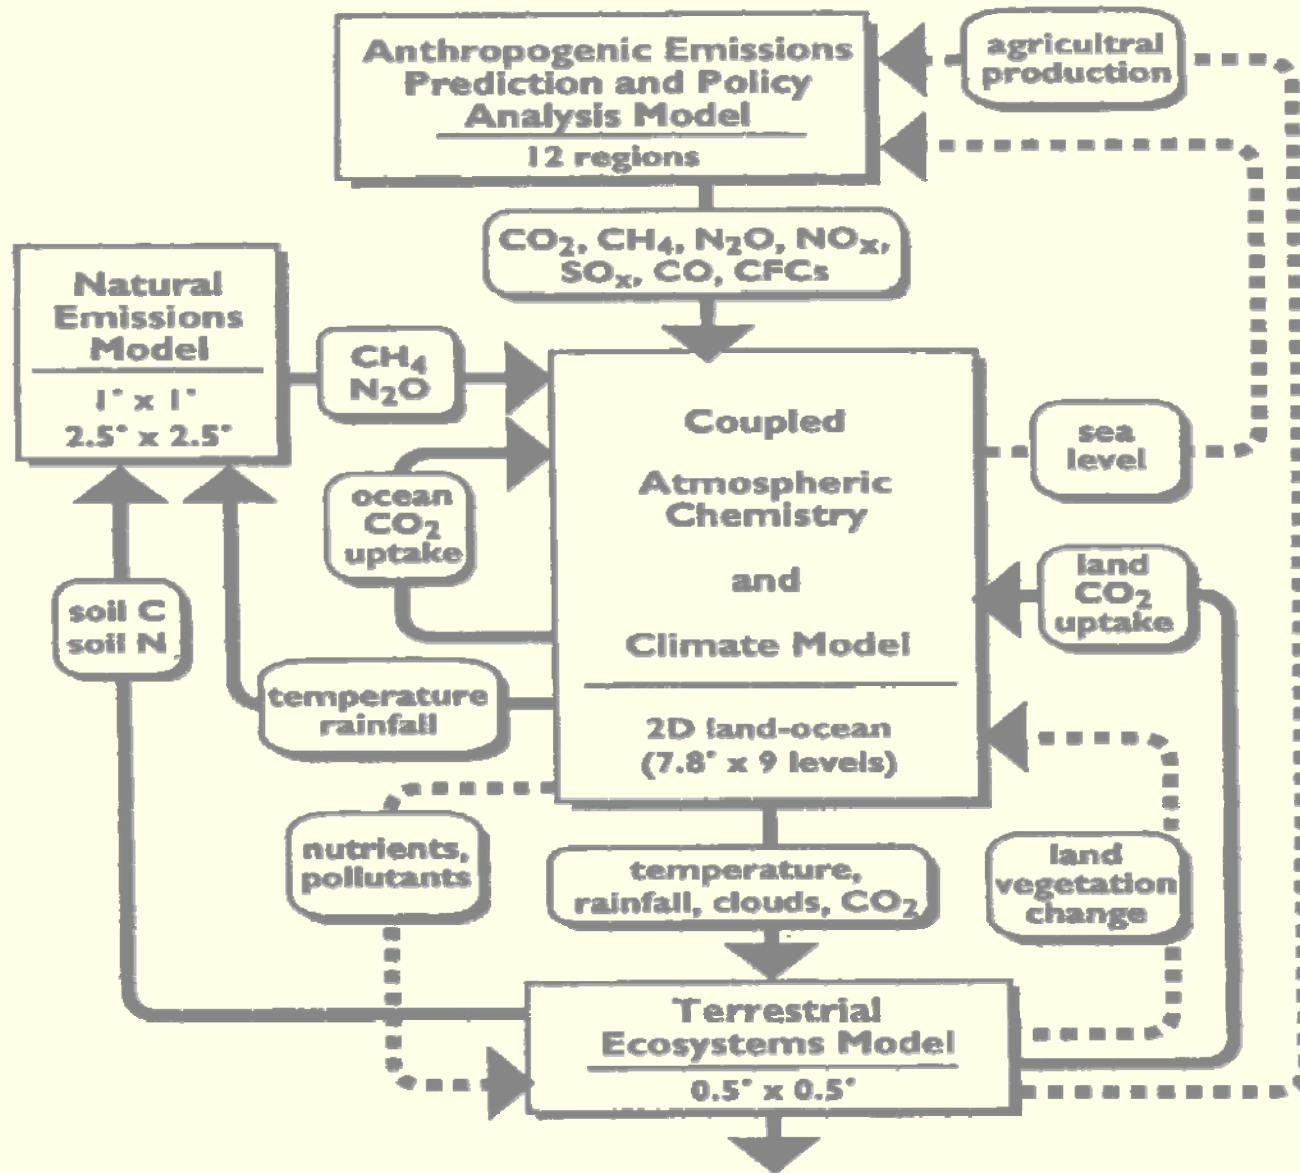 Anthropogenic Emissions
Prediction and Policy
Analysis Model
12 regions
agricultral
production
CO₂, CH₄, N₂O, NOₓ,
SOₓ, CO, CFCs
Natural
Emissions
Model
1° x 1°
2.5° x 2.5°
CH₄
N₂O
Coupled
Atmospheric
Chemistry
and
Climate Model
2D land-ocean
(7.8° x 9 levels)
sea
level
ocean
CO₂
uptake
land
CO₂
uptake
soil C
soil N
temperature
rainfall
nutrients,
pollutants
temperature,
rainfall, clouds, CO₂
land
vegetation
change
Terrestrial
Ecosystems Model
0.5° x 0.5°